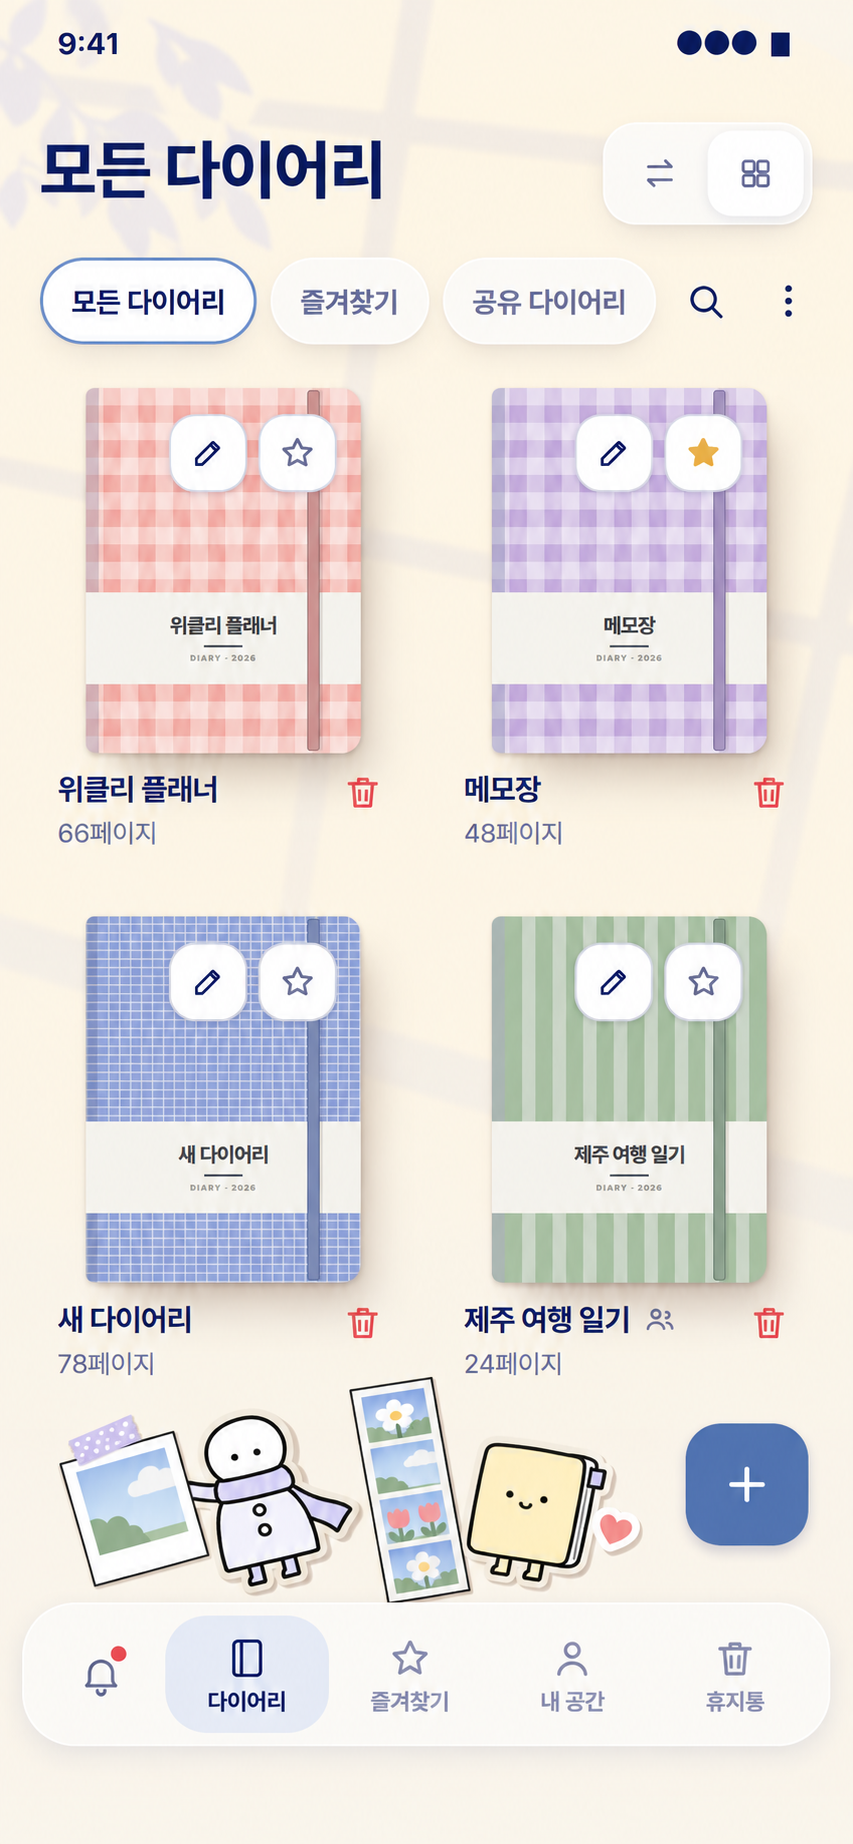 9:41
모든 다이어리
모든 다이어리
즐겨찾기
공유 다이어리
위클리 플래너
DIARY - 2026
메모장
DIARY - 2026
위클리 플래너
66페이지
메모장
48페이지
새 다이어리
DIARY - 2026
제주 여행 일기
DIARY - 2026
새 다이어리
78페이지
제주 여행 일기
24페이지
다이어리
즐겨찾기
내 공간
휴지통